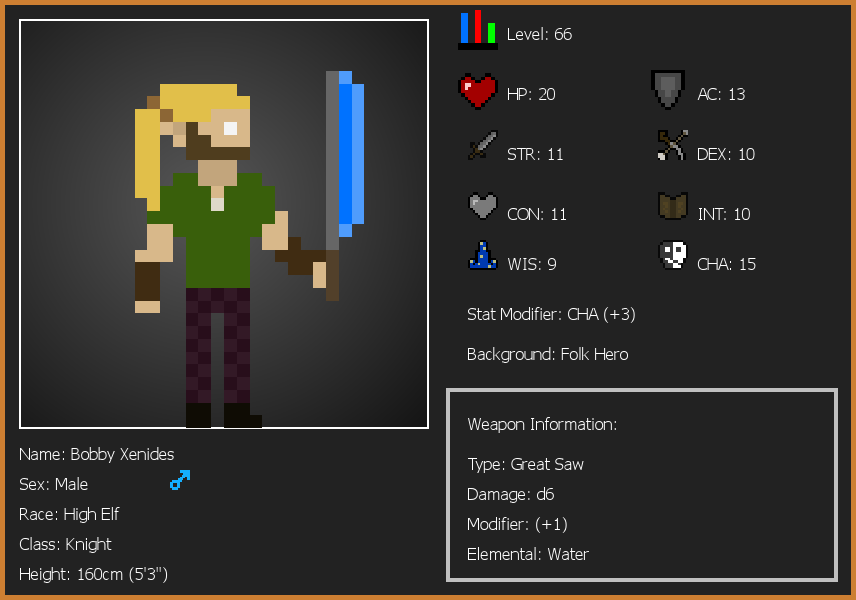 Level: 66
HP: 20
AC: 13
STR: 11
DEX: 10
CON: 11
INT: 10
WIS: 9
CHA: 15
Stat Modifier: CHA (+3)
Background: Folk Hero
Weapon Information:
Type: Great Saw
Damage: d6
Modifier: (+1)
Elemental: Water
Name: Bobby Xenides
Sex: Male
Race: High Elf
Class: Knight
Height: 160cm (5'3")